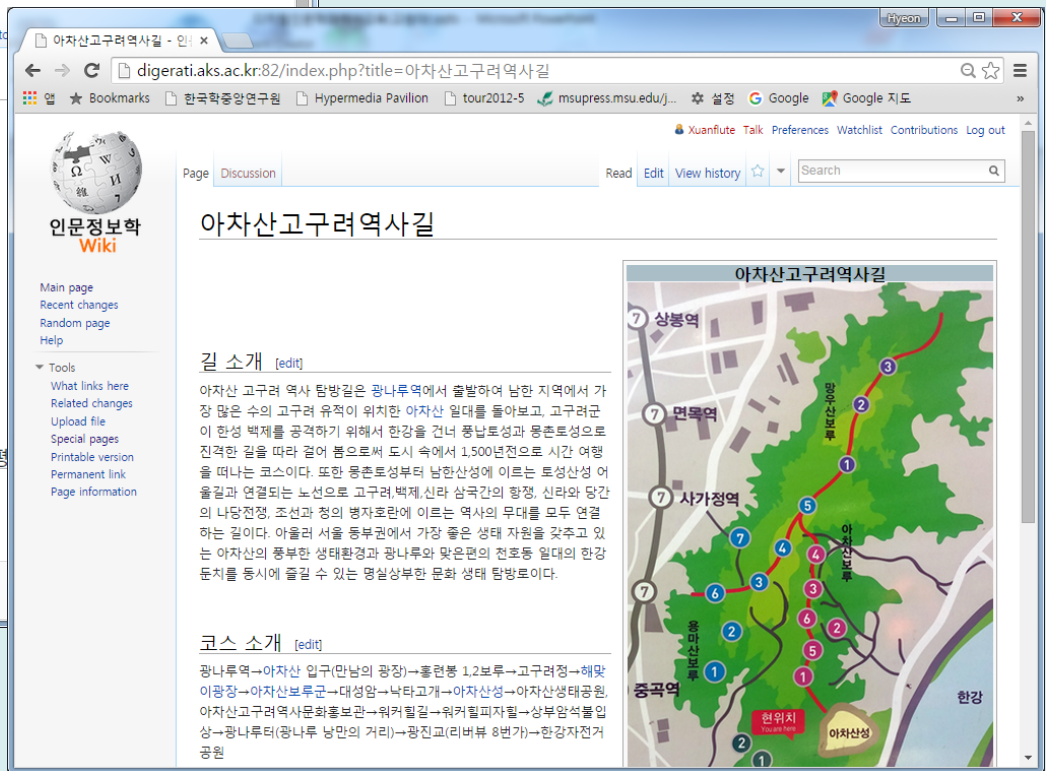 Hyeon
아차산고구려역사길 - 인
digerati.aks.ac.kr:82/index.php?title=아차산고구려역사길
앱 Bookmarks 한국학중앙연구원 Hypermedia Pavilion tour2012-5 msupress.msu.edu/j... 설정 Google Google 지도 »
Xuanflute Talk Preferences Watchlist Contributions Log out
Page Discussion Read Edit View history Search
인문정보학
Wiki
Main page
Recent changes
Random page
Help
Tools
What links here
Related changes
Upload file
Special pages
Printable version
Permanent link
Page information
아차산고구려역사길
길 소개 [edit]
아차산 고구려 역사 탐방길은 광나루역에서 출발하여 남한 지역에서 가
장 많은 수의 고구려 유적이 위치한 아차산 일대를 돌아보고, 고구려군
이 한성 백제를 공격하기 위해서 한강을 건너 풍납토성과 몽촌토성으로
진격한 길을 따라 걸어 봄으로써 도시 속에서 1,500년전으로 시간 여행
을 떠나는 코스이다. 또한 몽촌토성부터 남한산성에 이르는 토성산성 어
울길과 연결되는 노선으로 고구려,백제,신라 삼국간의 항쟁, 신라와 당간
의 나당전쟁, 조선과 청의 병자호란에 이르는 역사의 무대를 모두 연결
하는 길이다. 아울러 서울 동부권에서 가장 좋은 생태 자원을 갖추고 있
는 아차산의 풍부한 생태환경과 광나루와 맞은편의 천호동 일대의 한강
둔치를 동시에 즐길 수 있는 명실상부한 문화 생태 탐방로이다.
코스 소개 [edit]
광나루역→아차산 입구(만남의 광장)→홍련봉 1,2보루→고구려정→해맞
이광장→아차산보루군→대성암→낙타고개→아차산성→아차산생태공원,
아차산고구려역사문화홍보관→워커힐길→워커힐피자힐→상부암석불입
상→광나루터(광나루 낭만의 거리)→광진교(리버뷰 8번가)→한강자전거
공원
아차산고구려역사길
7 상봉역
3
망우산보루
2
7 면목역
1
7 사가정역
5
아차산보루
7
4
4
7
6
3
3
6
2
용마산보루
2
5
1
1
중곡역
한강
현위치
You are here
아차산성
2
1